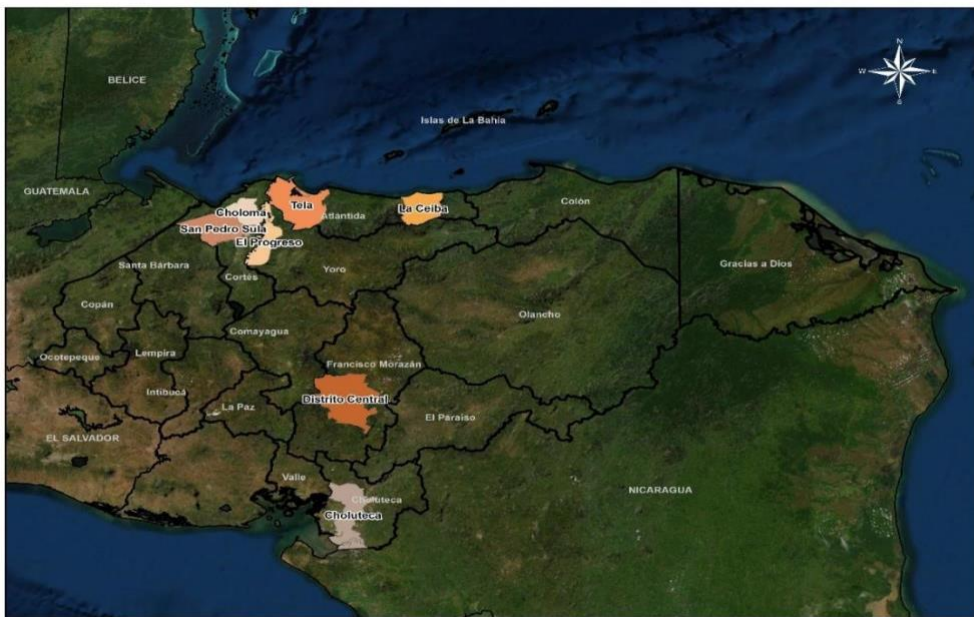 N
W E
S
BELICE
Islas de La Bahía
GUATEMALA
Tela
La Ceiba
Colón
Choloma
Atlántida
San Pedro Sula
El Progreso
Santa Bárbara
Cortés
Yoro
Gracias a Dios
Copán
Olancho
Comayagua
Ocotepeque
Lempira
Francisco Morazán
Intibucá
Distrito Central
La Paz
El Paraíso
EL SALVADOR
Valle
NICARAGUA
Choluteca
Choluteca